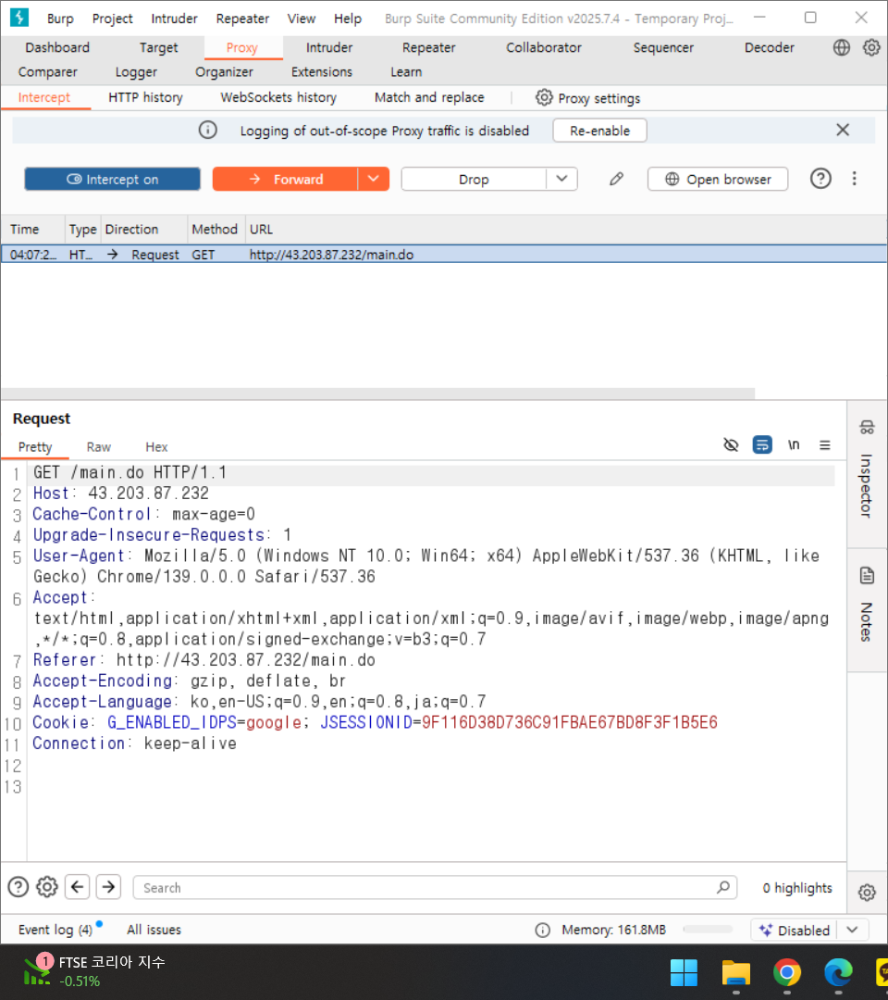 Burp Project Intruder Repeater View Help Burp Suite Community Edition v2025.7.4 - Temporary Proj...
Dashboard Target Proxy Intruder Repeater Collaborator Sequencer Decoder
Comparer Logger Organizer Extensions Learn
Intercept HTTP history WebSockets history Match and replace Proxy settings
Logging of out-of-scope Proxy traffic is disabled Re-enable
Intercept on Forward Drop Open browser
Time Type Direction Method URL
04:07:2... HT... → Request GET http://43.203.87.232/main.do
Request
Pretty Raw Hex \n
1 GET /main.do HTTP/1.1
2 Host: 43.203.87.232
3 Cache-Control: max-age=0
4 Upgrade-Insecure-Requests: 1
5 User-Agent: Mozilla/5.0 (Windows NT 10.0; Win64; x64) AppleWebKit/537.36 (KHTML, like
Gecko) Chrome/139.0.0.0 Safari/537.36
6 Accept:
text/html,application/xhtml+xml,application/xml;q=0.9,image/avif,image/webp,image/apng
,*/*;q=0.8,application/signed-exchange;v=b3;q=0.7
7 Referer: http://43.203.87.232/main.do
8 Accept-Encoding: gzip, deflate, br
9 Accept-Language: ko,en-US;q=0.9,en;q=0.8,ja;q=0.7
10 Cookie: G_ENABLED_IDPS=google; JSESSIONID=9F116D38D736C91FBAE67BD8F3F1B5E6
11 Connection: keep-alive
12
13
Inspector
Notes
Search 0 highlights
Event log (4) All issues Memory: 161.8MB Disabled
1 FTSE 코리아 지수
-0.51%